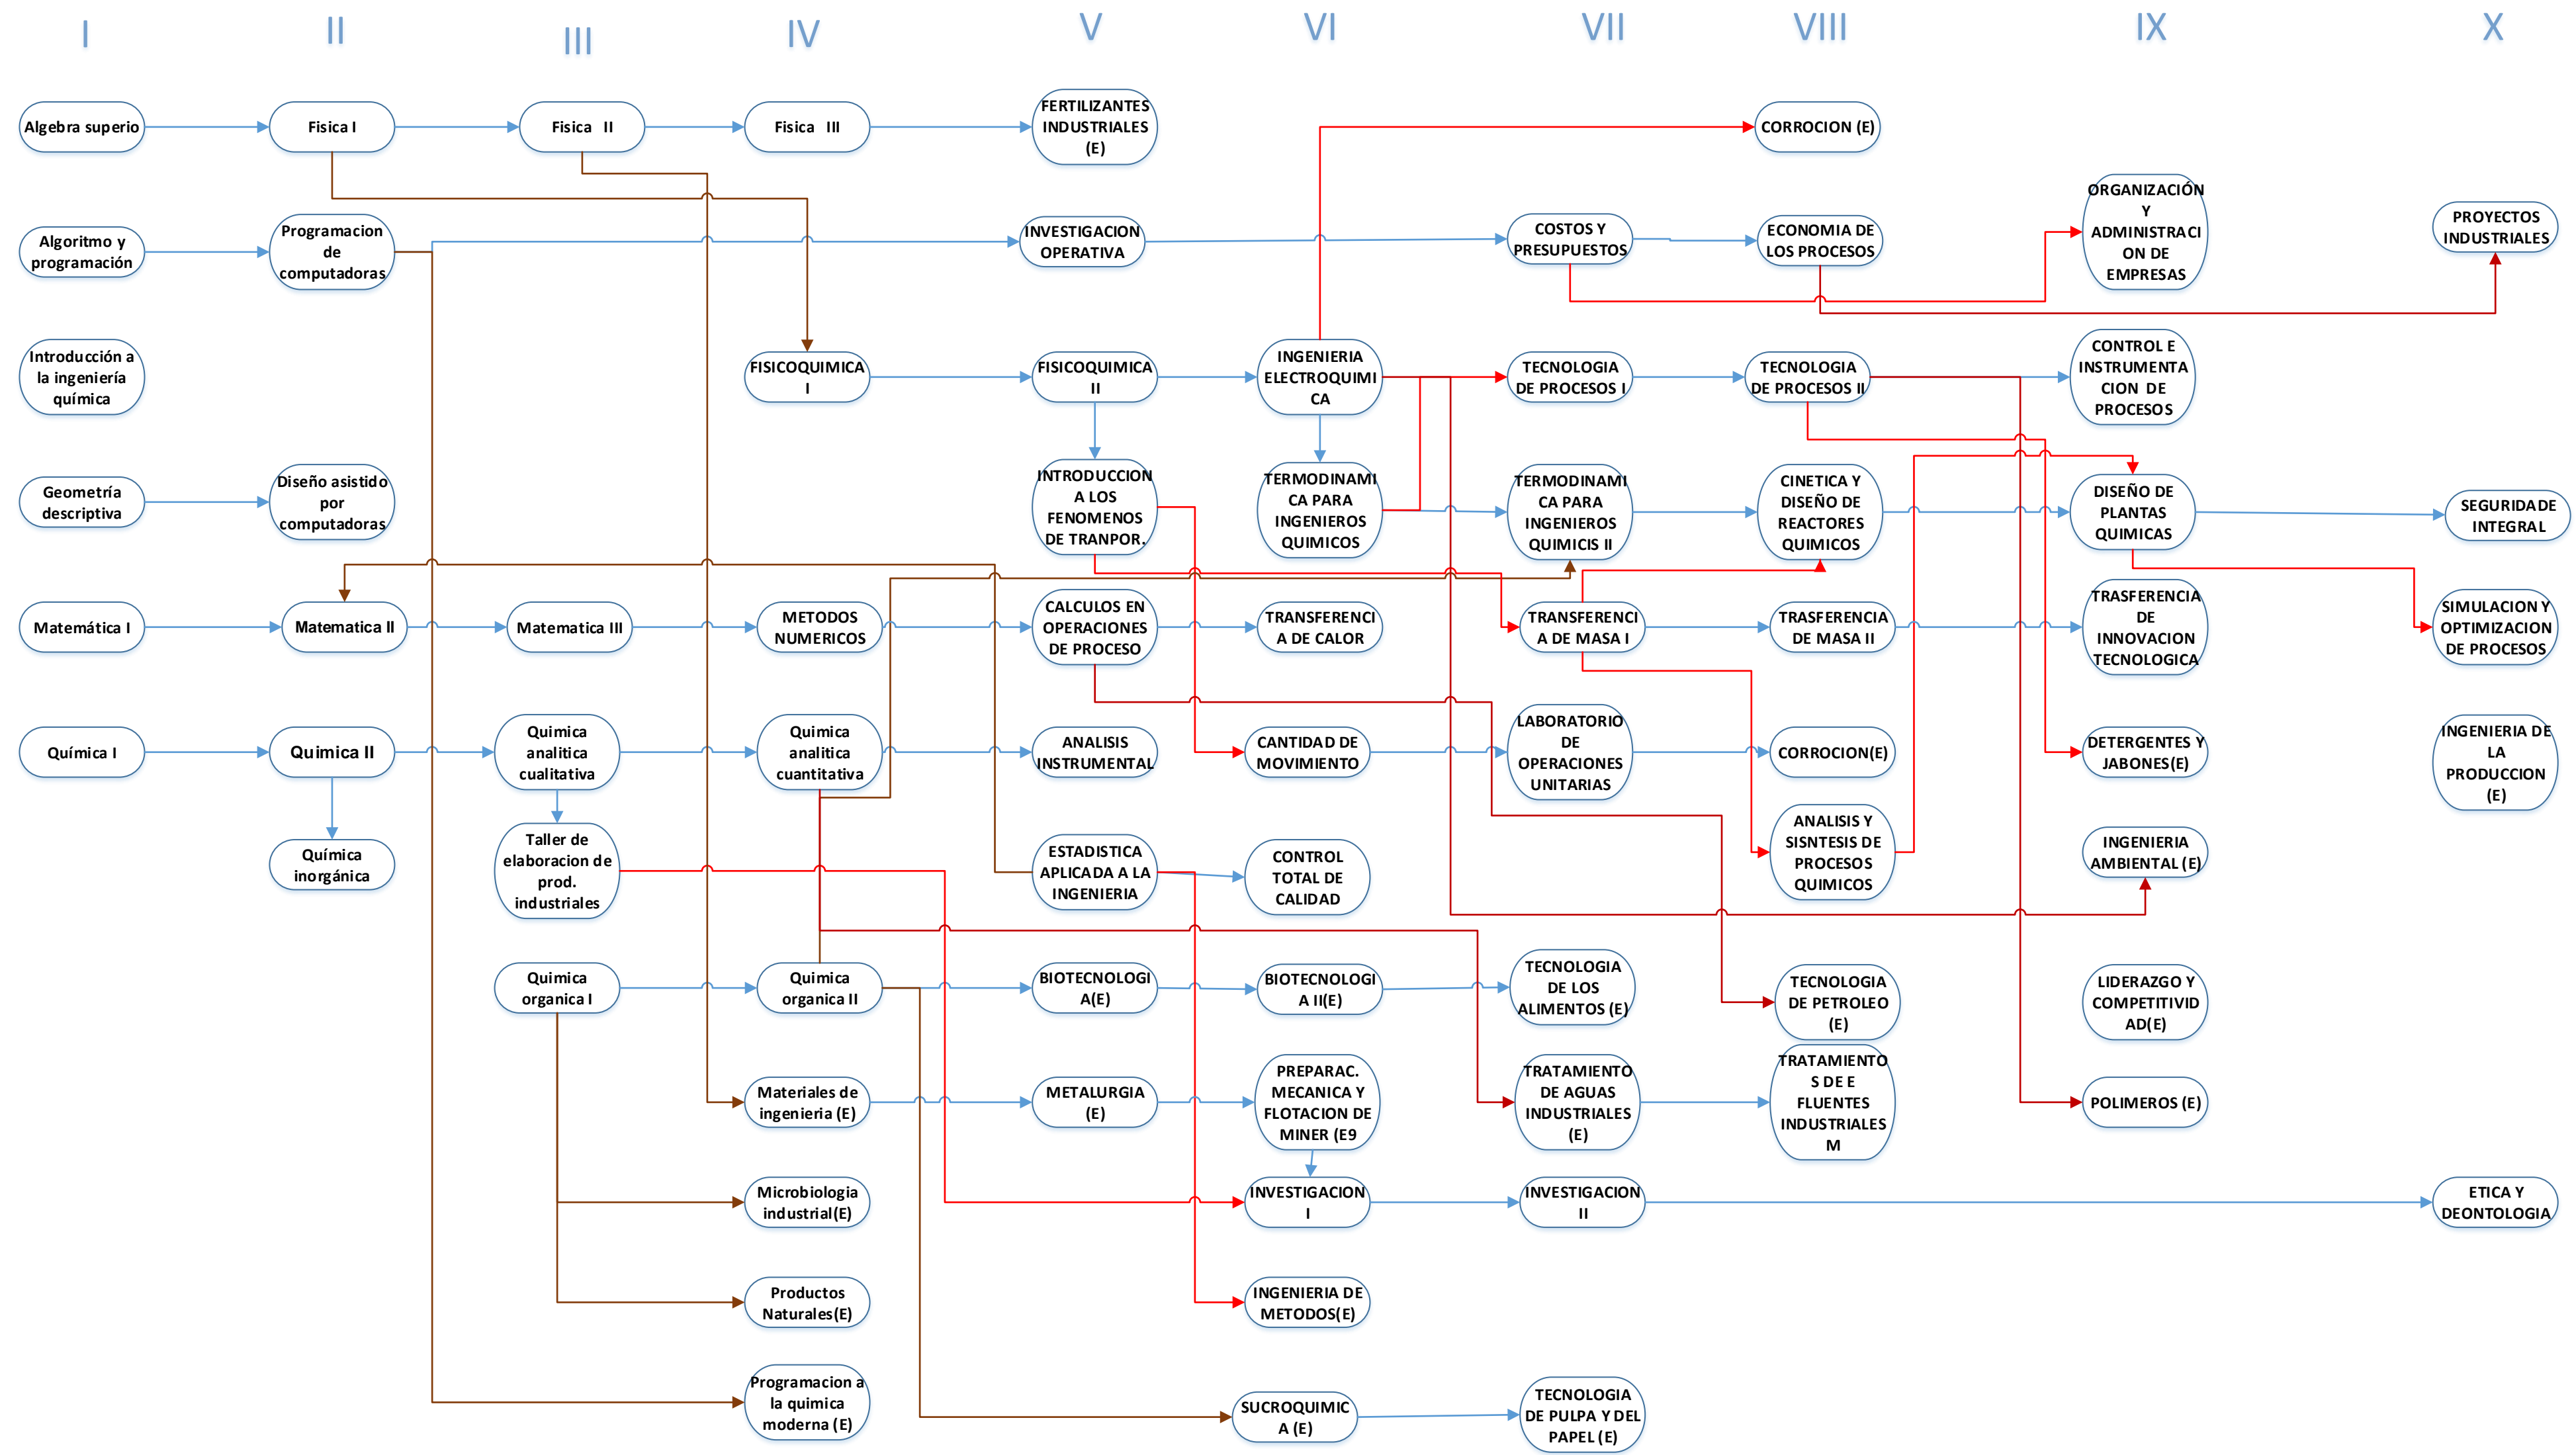 I
II
III
IV
V
VI
VII
VIII
IX
X
Algebra superio
Fisica I
Fisica II
Fisica III
FERTILIZANTES
INDUSTRIALES
(E)
CORROCION (E)
Algoritmo y
programación
Programacion
de
computadoras
INVESTIGACION
OPERATIVA
COSTOS Y
PRESUPUESTOS
ECONOMIA DE
LOS PROCESOS
ORGANIZACIÓN
Y
ADMINISTRACI
ON DE
EMPRESAS
PROYECTOS
INDUSTRIALES
Introducción a
la ingeniería
química
FISICOQUIMICA
I
FISICOQUIMICA
II
INGENIERIA
ELECTROQUIMI
CA
TECNOLOGIA
DE PROCESOS I
TECNOLOGIA
DE PROCESOS II
CONTROL E
INSTRUMENTA
CION DE
PROCESOS
Geometría
descriptiva
Diseño asistido
por
computadoras
INTRODUCCION
A LOS
FENOMENOS
DE TRANPOR.
TERMODINAMI
CA PARA
INGENIEROS
QUIMICOS
TERMODINAMI
CA PARA
INGENIEROS
QUIMICIS II
CINETICA Y
DISEÑO DE
REACTORES
QUIMICOS
DISEÑO DE
PLANTAS
QUIMICAS
SEGURIDADE
INTEGRAL
Matemática I
Matematica II
Matematica III
METODOS
NUMERICOS
CALCULOS EN
OPERACIONES
DE PROCESO
TRANSFERENCI
A DE CALOR
TRANSFERENCI
A DE MASA I
TRASFERENCIA
DE MASA II
TRASFERENCIA
DE
INNOVACION
TECNOLOGICA
SIMULACION Y
OPTIMIZACION
DE PROCESOS
Química I
Quimica II
Quimica
analitica
cualitativa
Quimica
analitica
cuantitativa
ANALISIS
INSTRUMENTAL
CANTIDAD DE
MOVIMIENTO
LABORATORIO
DE
OPERACIONES
UNITARIAS
CORROCION(E)
DETERGENTES Y
JABONES(E)
INGENIERIA DE
LA
PRODUCCION
(E)
Química
inorgánica
Taller de
elaboracion de
prod.
industriales
ESTADISTICA
APLICADA A LA
INGENIERIA
CONTROL
TOTAL DE
CALIDAD
ANALISIS Y
SISNTESIS DE
PROCESOS
QUIMICOS
INGENIERIA
AMBIENTAL (E)
Quimica
organica I
Quimica
organica II
BIOTECNOLOGI
A(E)
BIOTECNOLOGI
A II(E)
TECNOLOGIA
DE LOS
ALIMENTOS (E)
TECNOLOGIA
DE PETROLEO
(E)
LIDERAZGO Y
COMPETITIVID
AD(E)
Materiales de
ingenieria (E)
METALURGIA
(E)
PREPARAC.
MECANICA Y
FLOTACION DE
MINER (E9
TRATAMIENTO
DE AGUAS
INDUSTRIALES
(E)
TRATAMIENTO
S DE E
FLUENTES
INDUSTRIALES
M
POLIMEROS (E)
Microbiologia
industrial(E)
INVESTIGACION
I
INVESTIGACION
II
ETICA Y
DEONTOLOGIA
Productos
Naturales(E)
INGENIERIA DE
METODOS(E)
Programacion a
la quimica
moderna (E)
SUCROQUIMIC
A (E)
TECNOLOGIA
DE PULPA Y DEL
PAPEL (E)